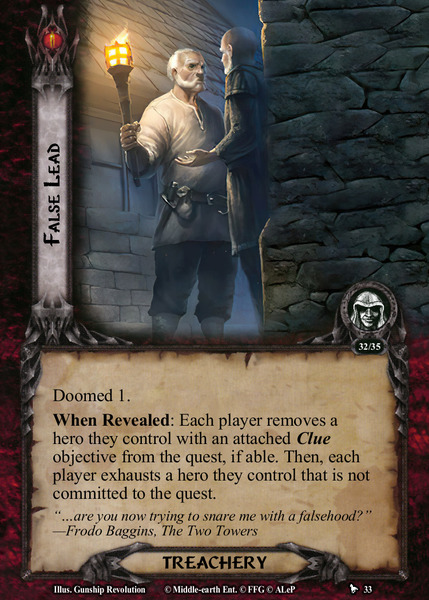 FALSE LEAD
32/35
Doomed 1.
When Revealed: Each player removes a
hero they control with an attached Clue
objective from the quest, if able. Then, each
player exhausts a hero they control that is not
committed to the quest.
“…are you now trying to snare me with a falsehood?”
—Frodo Baggins, The Two Towers
TREACHERY
Illus. Gunship Revolution © Middle-earth Ent. © FFG © ALeP 33